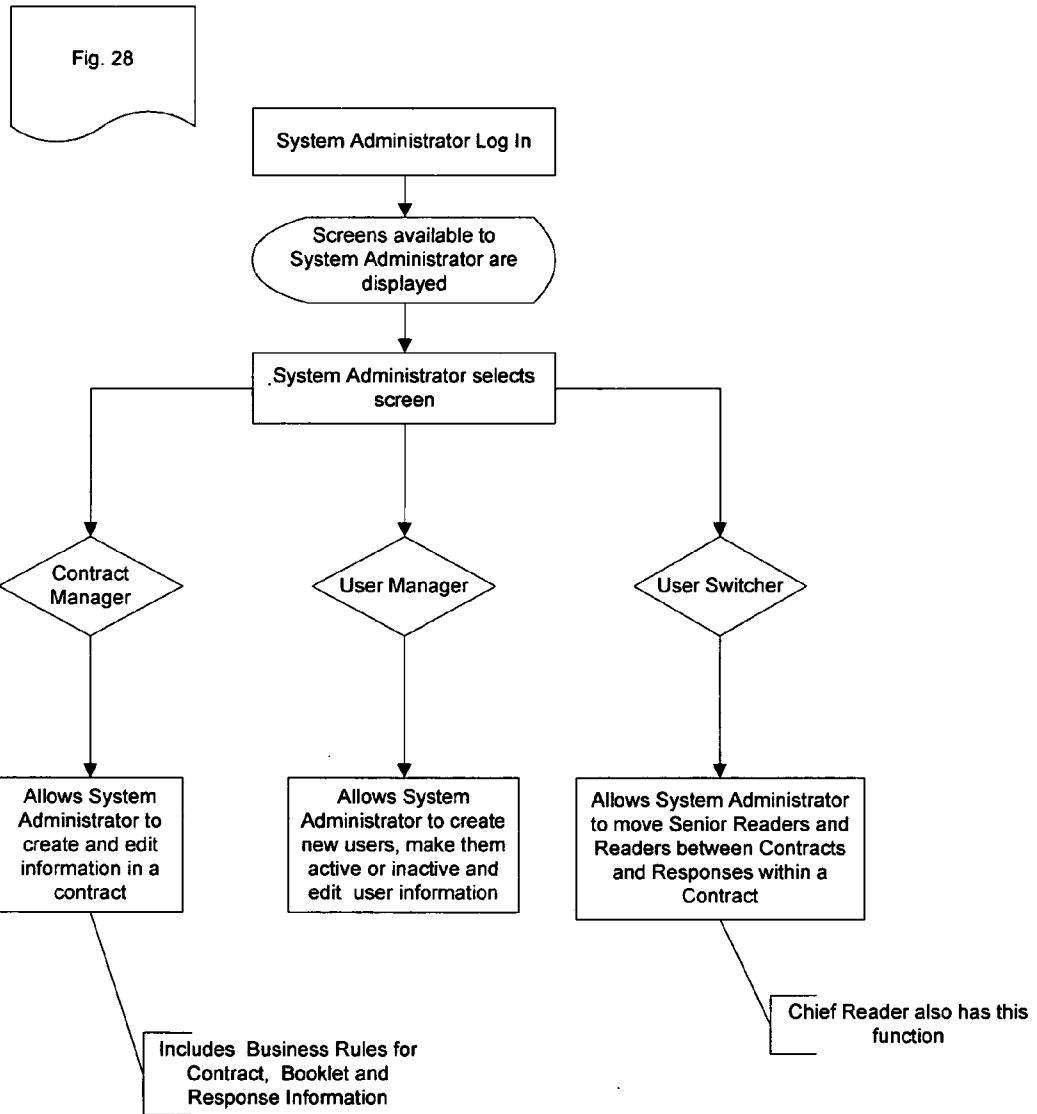 Fig. 28
System Administrator Log In
Screens available to
System Administrator are
displayed
System Administrator selects
screen
Contract
Manager
User Manager
User Switcher
Allows System
Administrator to
create and edit
information in a
contract
Allows System
Administrator to create
new users, make them
active or inactive and
edit user information
Allows System Administrator
to move Senior Readers and
Readers between Contracts
and Responses within a
Contract
Includes Business Rules for
Contract, Booklet and
Response Information
Chief Reader also has this
function